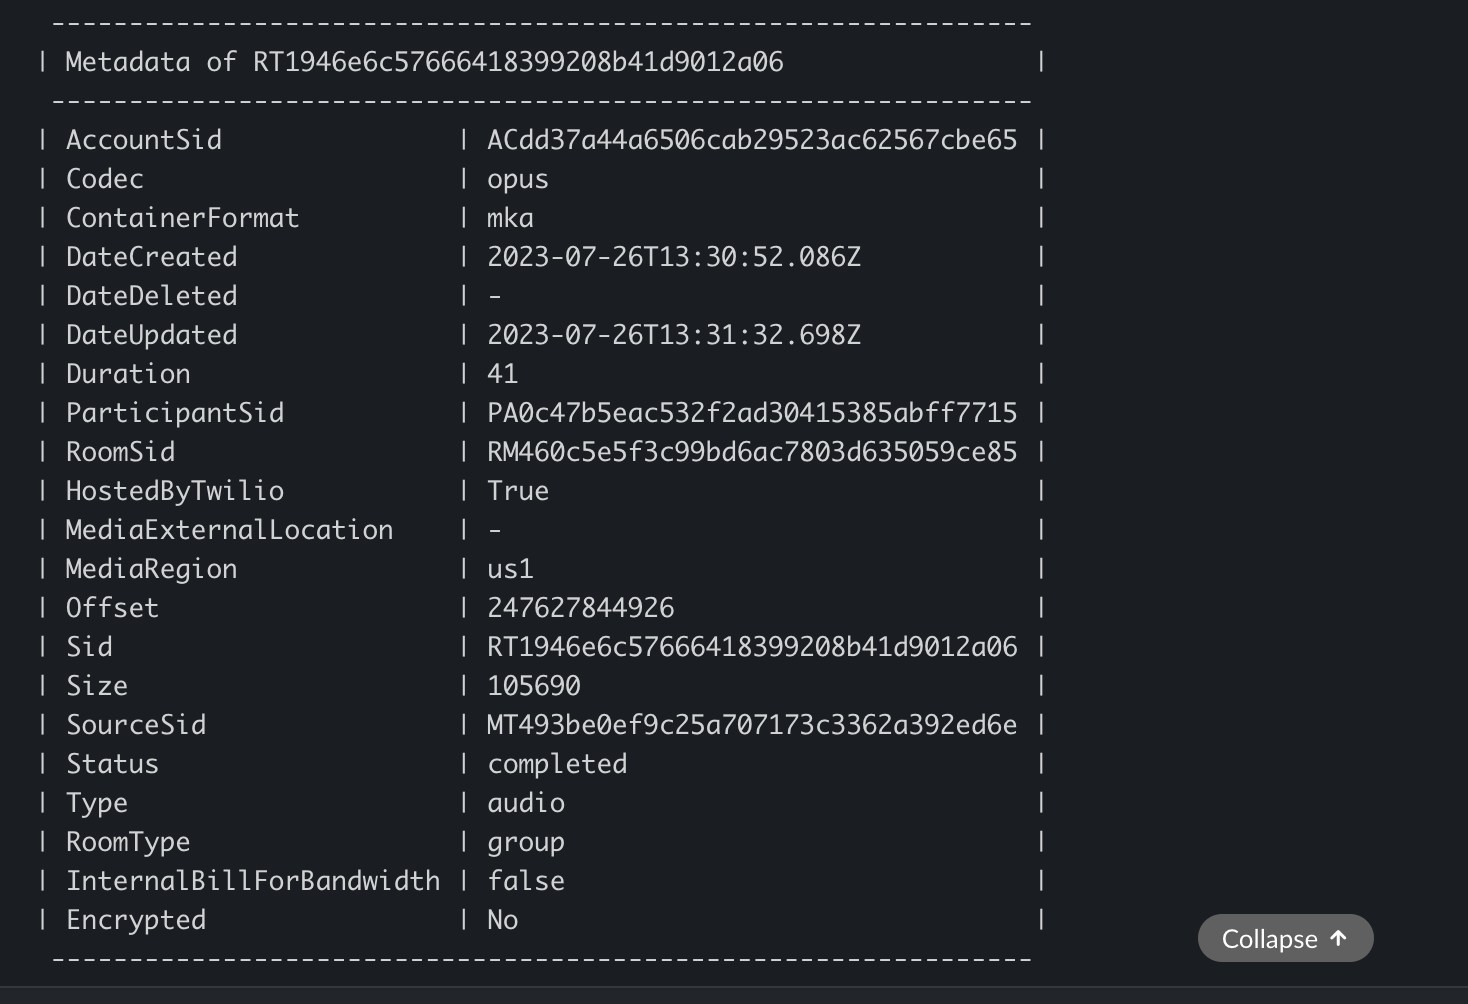 ---------------------------------------------------------------
| Metadata of RT1946e6c57666418399208b41d9012a06 |
---------------------------------------------------------------
| AccountSid | ACdd37a44a6506cab29523ac62567cbe65 |
| Codec | opus |
| ContainerFormat | mka |
| DateCreated | 2023-07-26T13:30:52.086Z |
| DateDeleted | - |
| DateUpdated | 2023-07-26T13:31:32.698Z |
| Duration | 41 |
| ParticipantSid | PA0c47b5eac532f2ad30415385abff7715 |
| RoomSid | RM460c5e5f3c99bd6ac7803d635059ce85 |
| HostedByTwilio | True |
| MediaExternalLocation | - |
| MediaRegion | us1 |
| Offset | 247627844926 |
| Sid | RT1946e6c57666418399208b41d9012a06 |
| Size | 105690 |
| SourceSid | MT493be0ef9c25a707173c3362a392ed6e |
| Status | completed |
| Type | audio |
| RoomType | group |
| InternalBillForBandwidth | false |
| Encrypted | No |
---------------------------------------------------------------
Collapse ↑